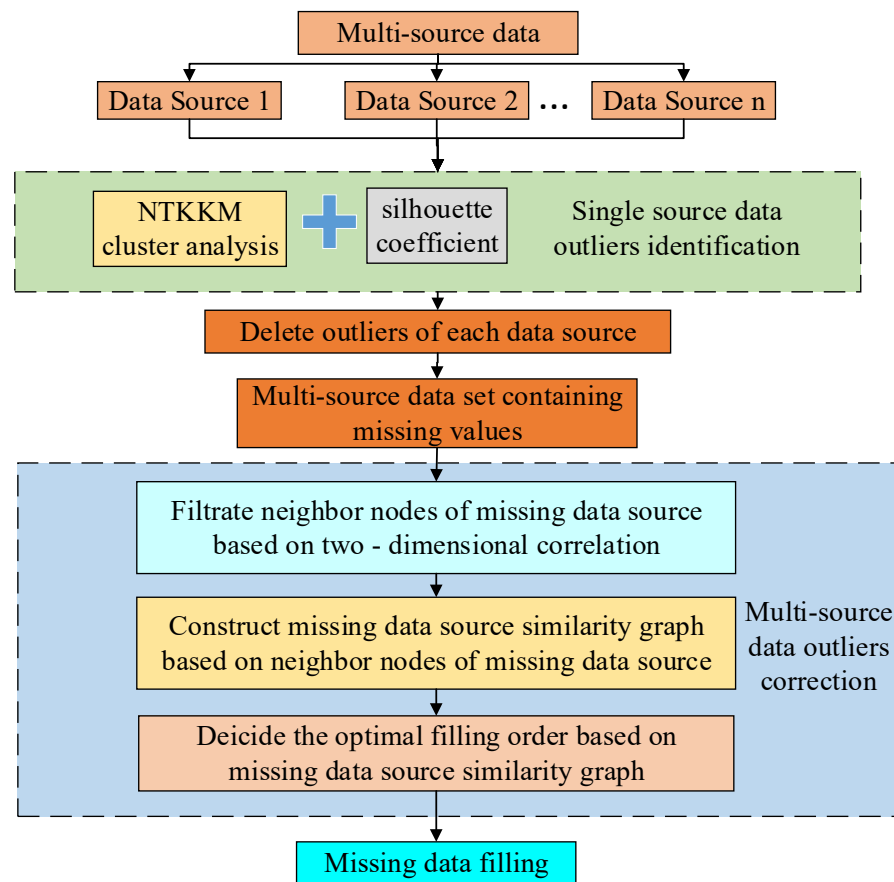 Multi-source data
Data Source 1
Data Source 2
...
Data Source n
NTKKM
cluster analysis
silhouette
coefficient
Single source data
outliers identification
Delete outliers of each data source
Multi-source data set containing
missing values
Filtrate neighbor nodes of missing data source
based on two - dimensional correlation
Construct missing data source similarity graph
based on neighbor nodes of missing data source
Deicide the optimal filling order based on
missing data source similarity graph
Multi-source
data outliers
correction
Missing data filling